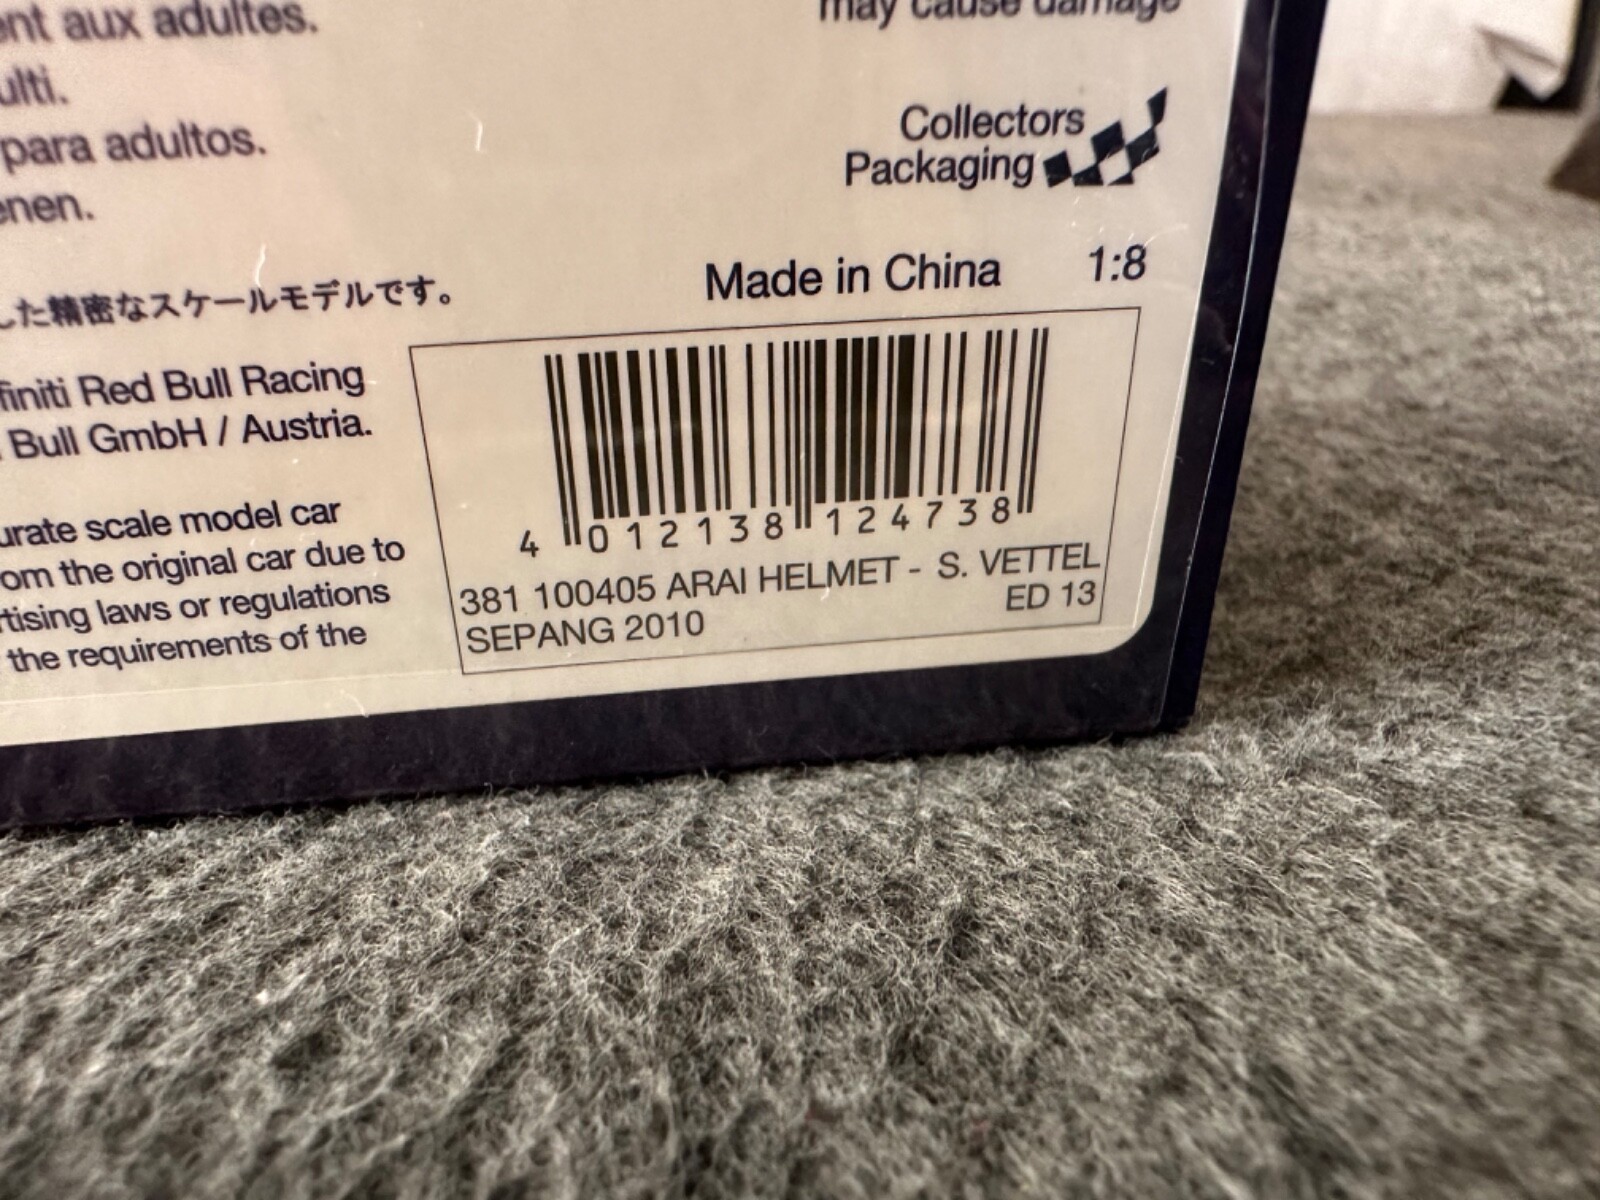 ent aux adultes.
ulti.
para adultos.
enen.
した精密なスケールモデルです。
finiti Red Bull Racing
Bull GmbH / Austria.
urate scale model car
om the original car due to
rtising laws or regulations
the requirements of the
may cause damage
Collectors
Packaging
Made in China 1:8
4 012138 124738
381 100405 ARAI HELMET - S. VETTEL
SEPANG 2010 ED 13